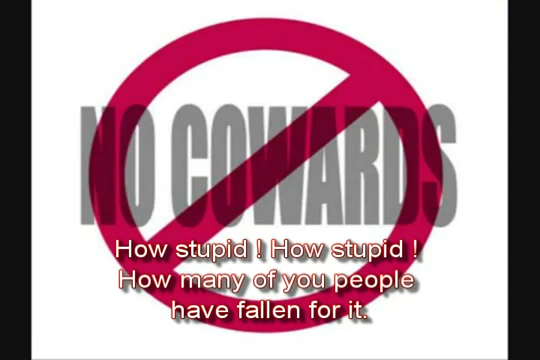 NO COWARDS
How stupid ! How stupid !
How many of you people
have fallen for it.